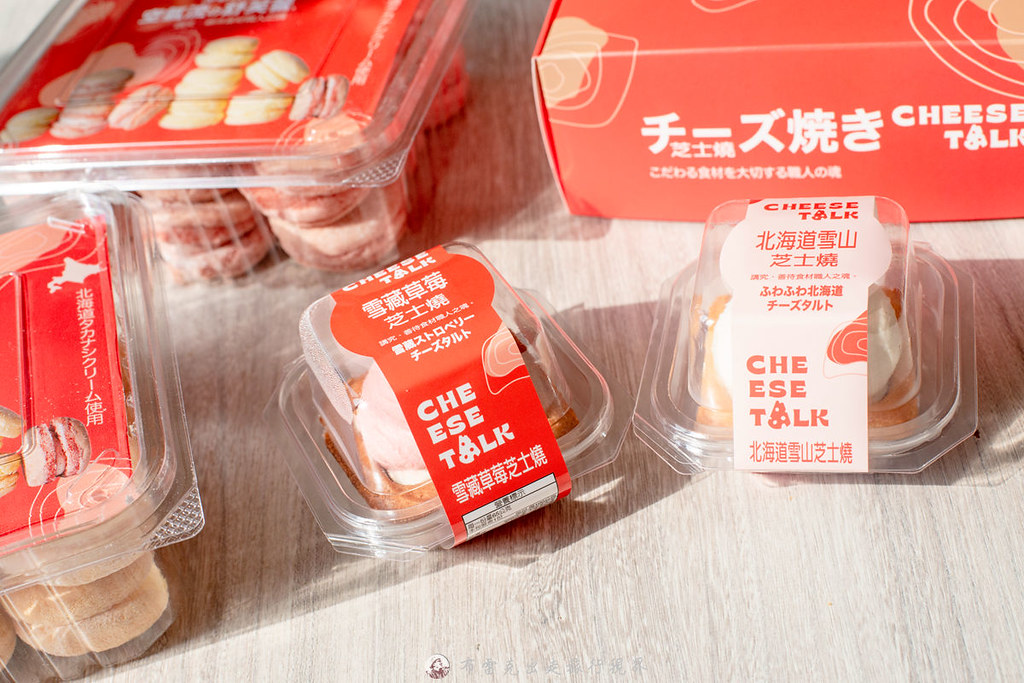 チーズ焼き
芝士燒
CHEESE
TALK
こだわる食材を大切する職人の魂
北海道タカナシクリーム使用
CHEESE
TALK
雪藏草莓
芝士燒
講究・善待食材職人之魂・
雪藏ストロベリー
チーズタルト
CHE
ESE
TALK
雪藏草莓芝士燒
營養標示
CHEESE
TALK
北海道雪山
芝士燒
講究・善待食材職人之魂・
ふわふわ北海道
チーズタルト
CHE
ESE
TALK
北海道雪山芝士燒